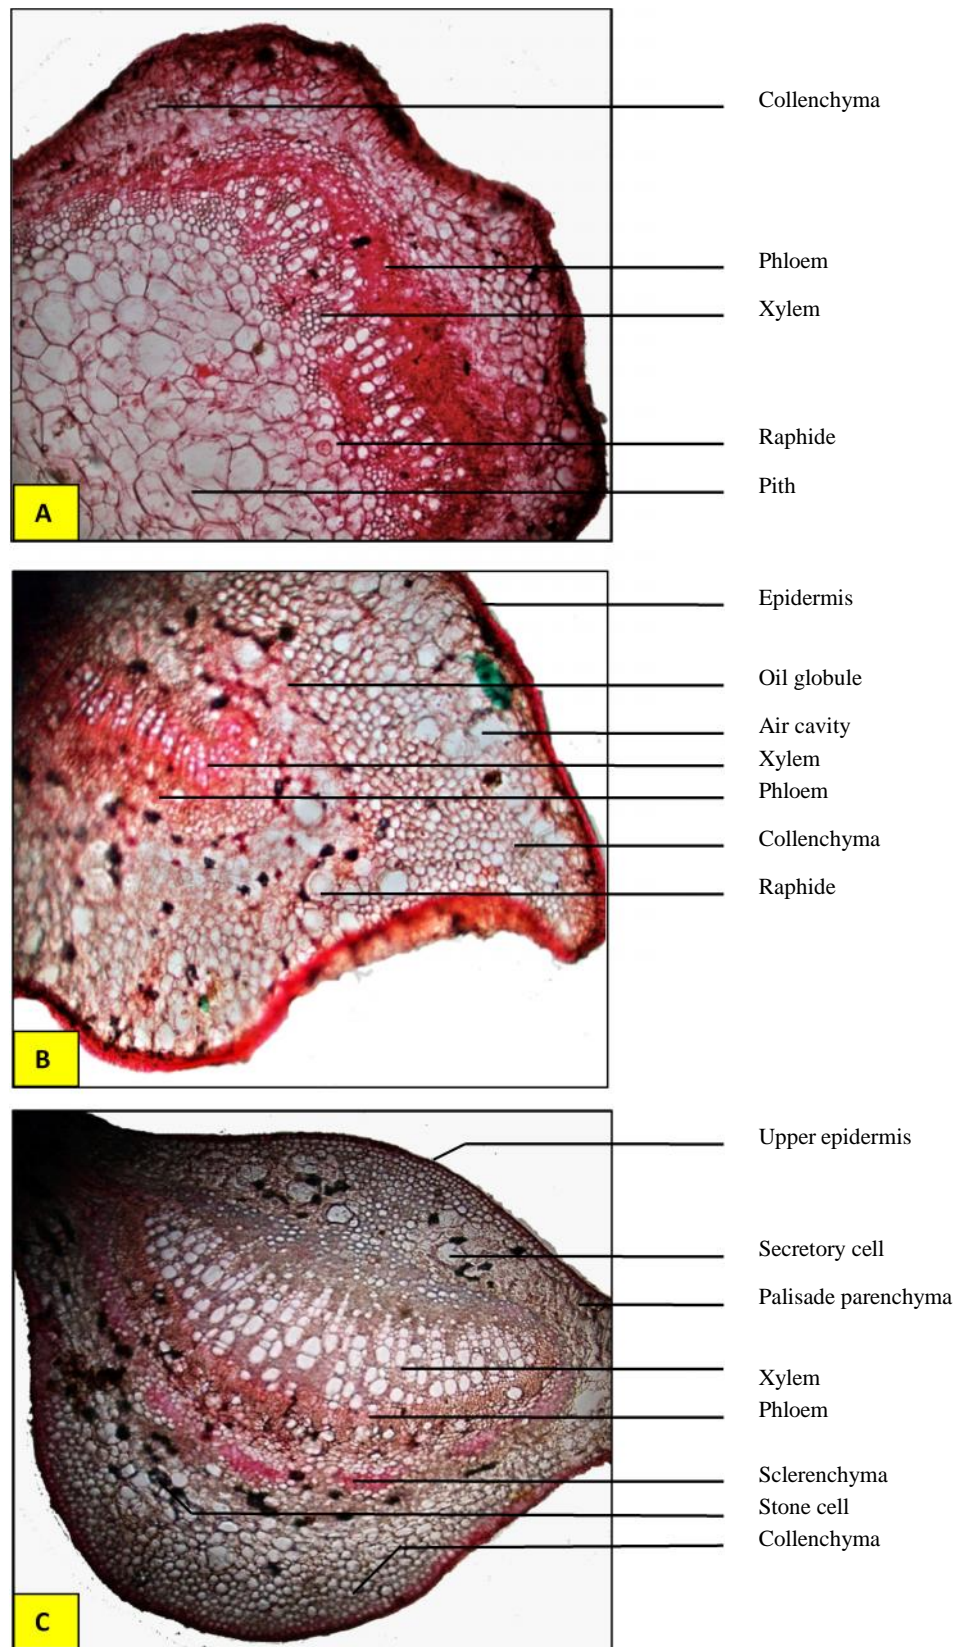 Collenchyma
Phloem
Xylem
Raphide
Pith
A
Epidermis
Oil globule
Air cavity
Xylem
Phloem
Collenchyma
Raphide
B
Upper epidermis
Secretory cell
Palisade parenchyma
Xylem
Phloem
Sclerenchyma
Stone cell
Collenchyma
C